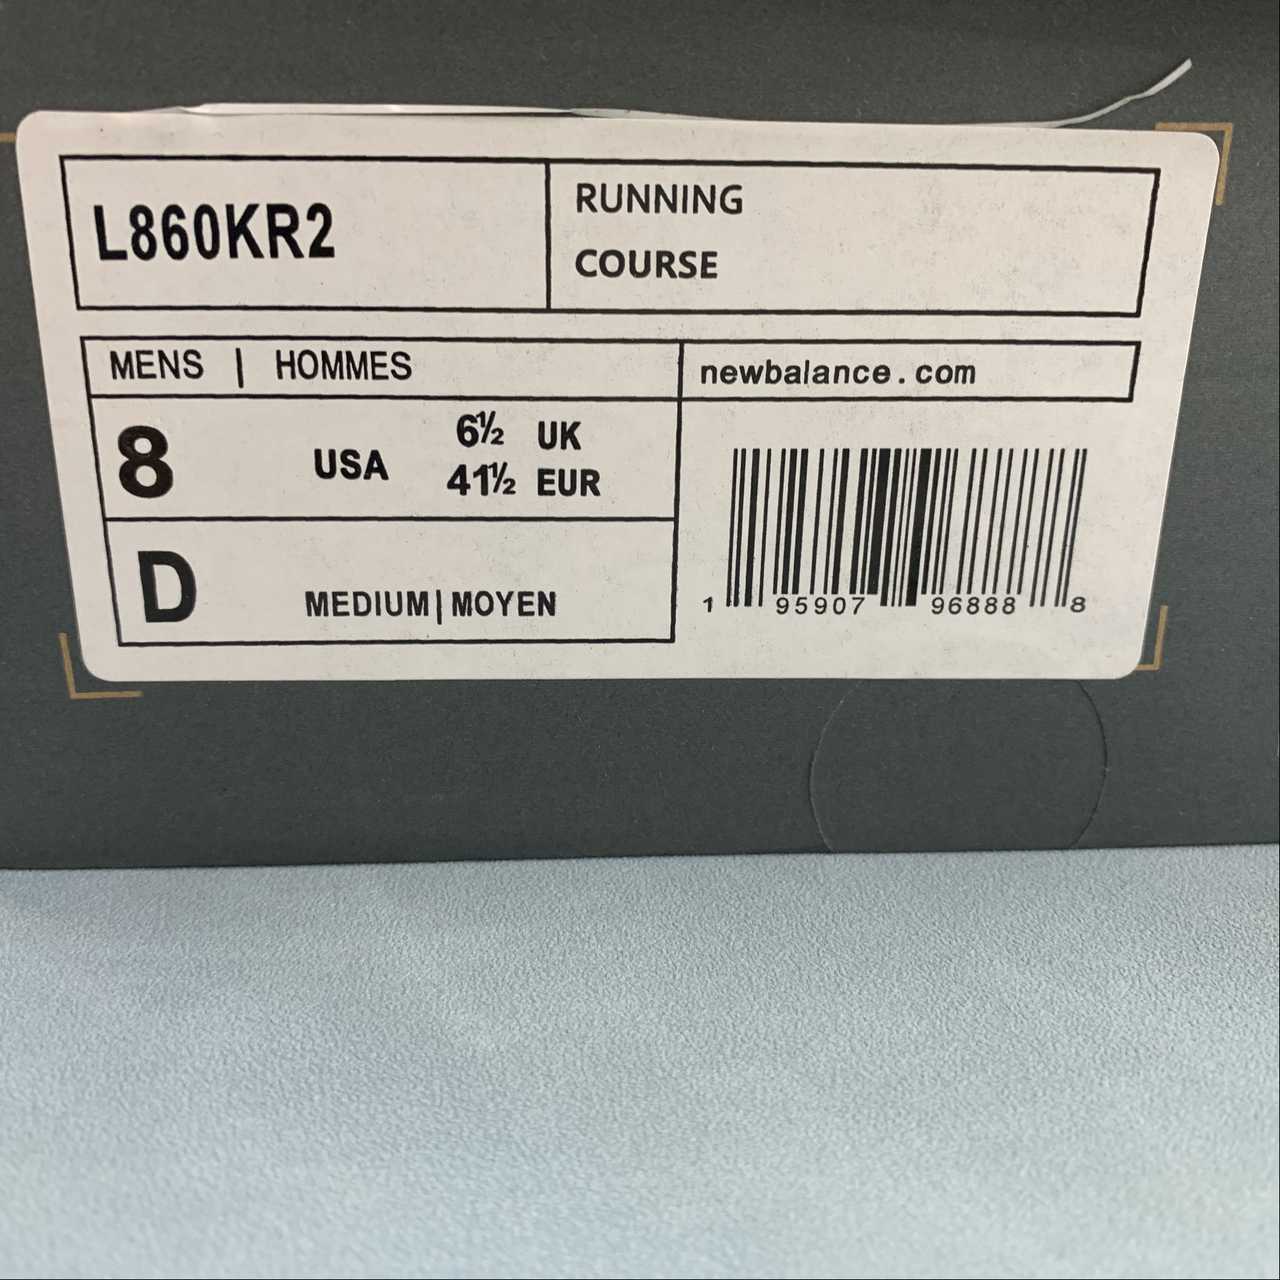 L860KR2
RUNNING
COURSE
MENS | HOMMES
newbalance.com
8 USA 6½ UK
41½ EUR
D MEDIUM|MOYEN
1 95907 96888 8